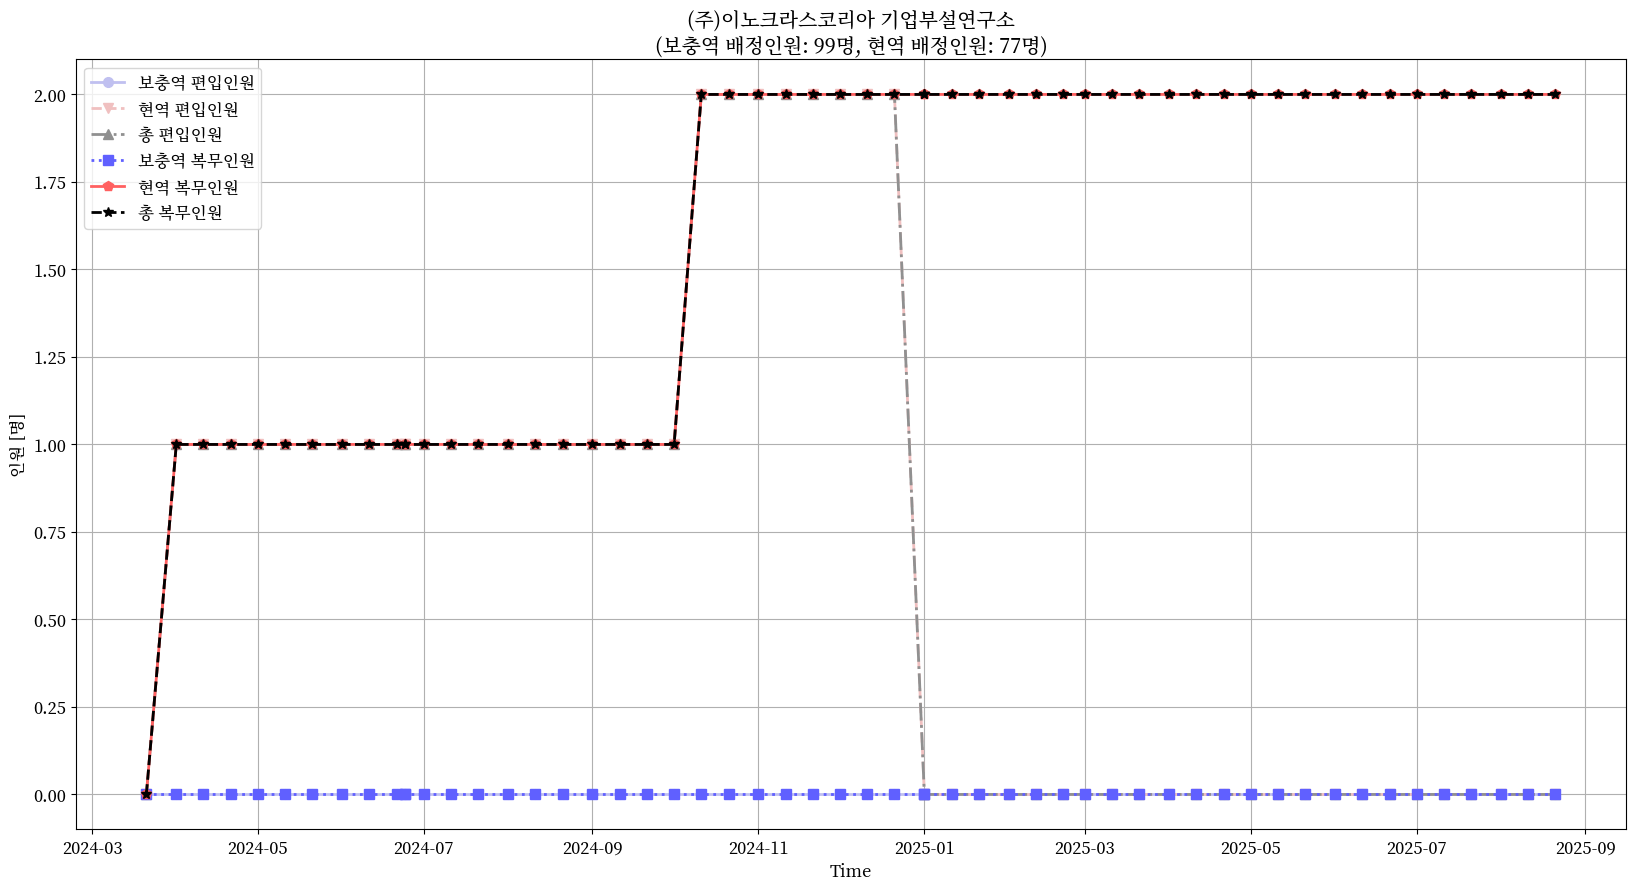 (주)이노크라스코리아 기업부설연구소
(보충역 배정인원: 99명, 현역 배정인원: 77명)
보충역 편입인원
현역 편입인원
총 편입인원
보충역 복무인원
현역 복무인원
총 복무인원
2.00
1.75
1.50
1.25
1.00
0.75
0.50
0.25
0.00
인원 [명]
2024-03 2024-05 2024-07 2024-09 2024-11 2025-01 2025-03 2025-05 2025-07 2025-09
Time